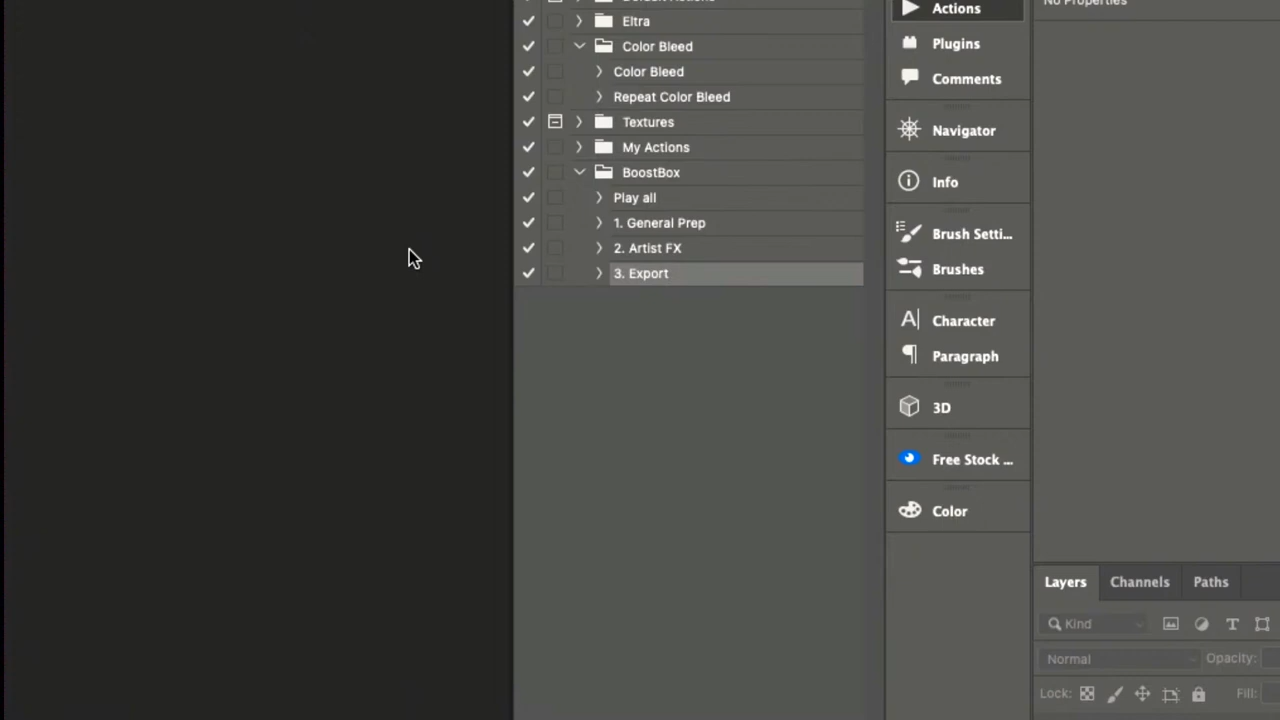 Default Actions
Eltra
Color Bleed
Color Bleed
Repeat Color Bleed
Textures
My Actions
BoostBox
Play all
1. General Prep
2. Artist FX
3. Export
Actions
Plugins
Comments
Navigator
Info
Brush Setti...
Brushes
Character
Paragraph
3D
Free Stock ...
Color
No Properties
Layers Channels Paths
Kind
Normal Opacity:
Lock: Fill: